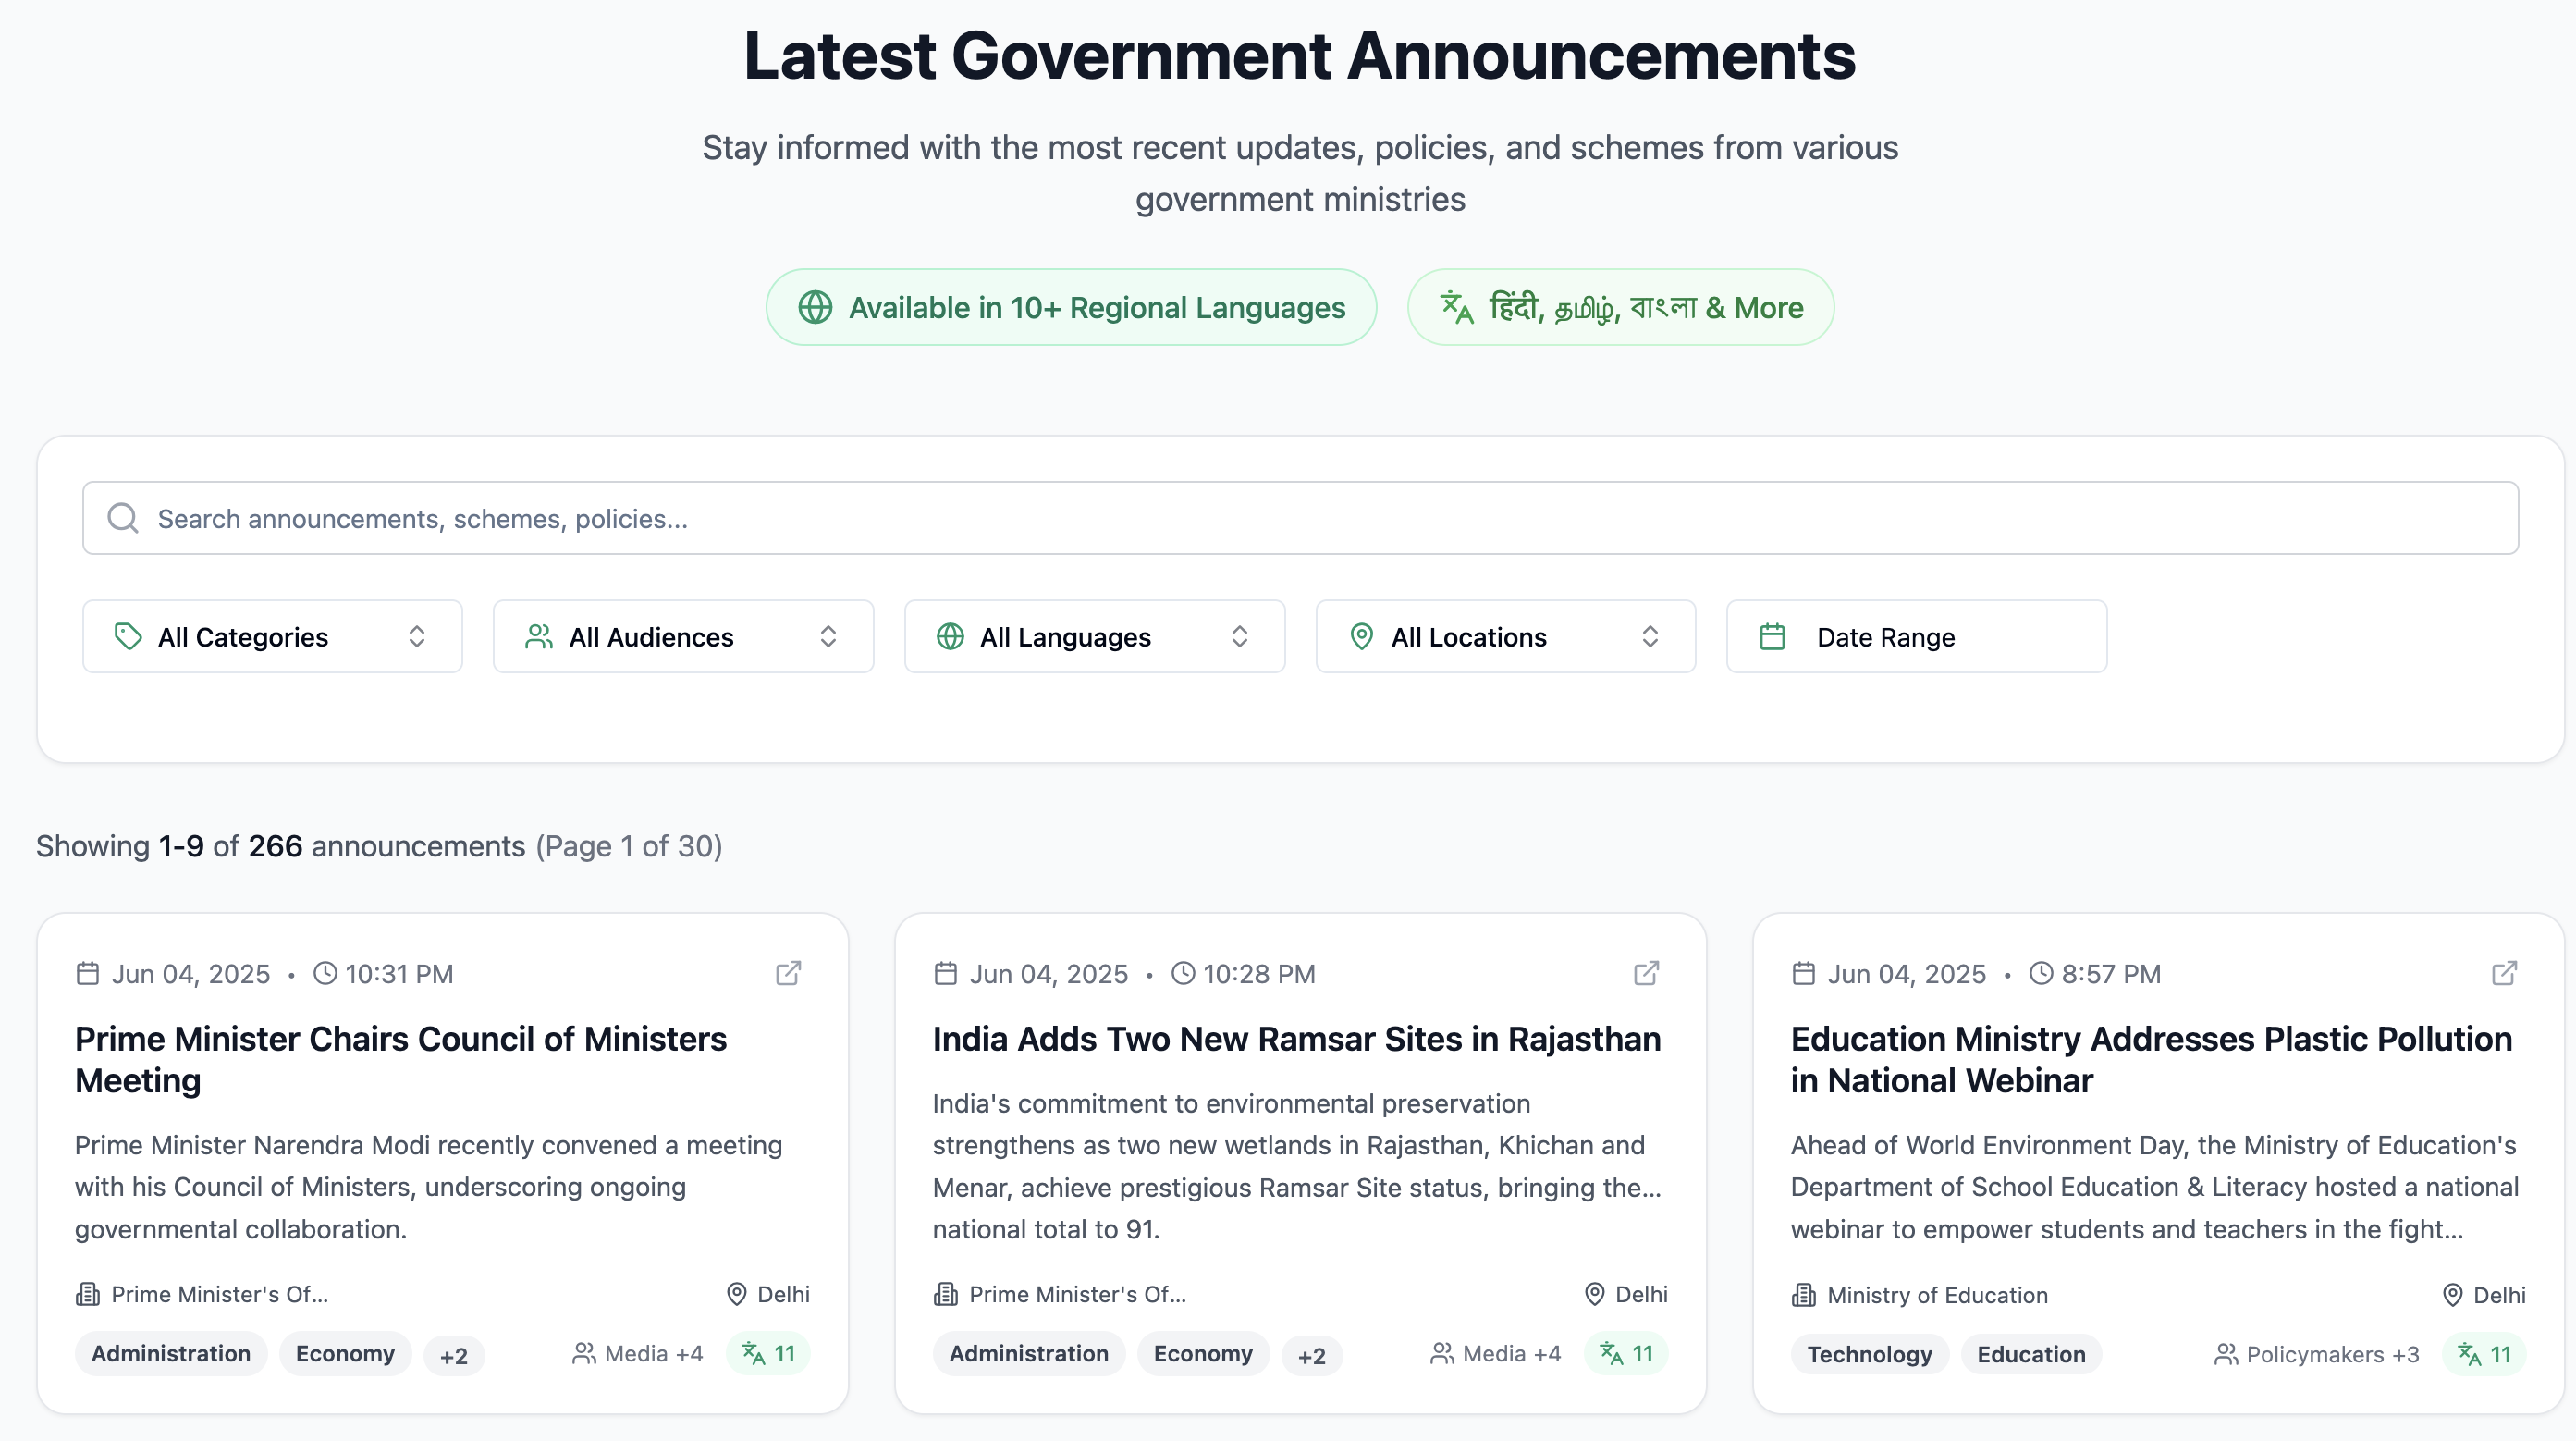 Latest Government Announcements
Stay informed with the most recent updates, policies, and schemes from various
government ministries
Available in 10+ Regional Languages
हिंदी, தமிழ், বাংলা & More
Search announcements, schemes, policies...
All Categories
All Audiences
All Languages
All Locations
Date Range
Showing 1-9 of 266 announcements (Page 1 of 30)
Jun 04, 2025 • 10:31 PM
Prime Minister Chairs Council of Ministers
Meeting
Prime Minister Narendra Modi recently convened a meeting
with his Council of Ministers, underscoring ongoing
governmental collaboration.
Prime Minister's Of...
Delhi
Administration
Economy
+2
Media +4
11
Jun 04, 2025 • 10:28 PM
India Adds Two New Ramsar Sites in Rajasthan
India's commitment to environmental preservation
strengthens as two new wetlands in Rajasthan, Khichan and
Menar, achieve prestigious Ramsar Site status, bringing the...
national total to 91.
Prime Minister's Of...
Delhi
Administration
Economy
+2
Media +4
11
Jun 04, 2025 • 8:57 PM
Education Ministry Addresses Plastic Pollution
in National Webinar
Ahead of World Environment Day, the Ministry of Education's
Department of School Education & Literacy hosted a national
webinar to empower students and teachers in the fight...
Ministry of Education
Delhi
Technology
Education
Policymakers +3
11